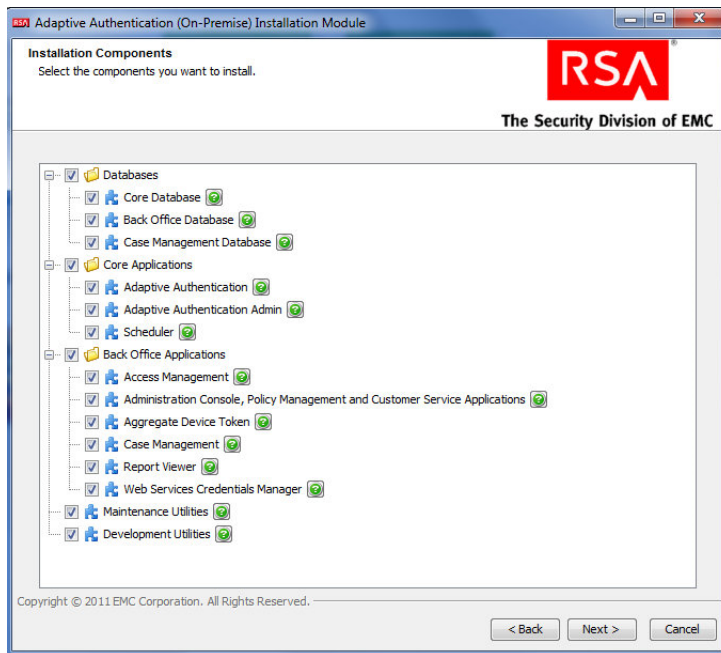 RSA Adaptive Authentication (On-Premise) Installation Module
Installation Components
Select the components you want to install.
RSA®
The Security Division of EMC
Databases
Core Database
Back Office Database
Case Management Database
Core Applications
Adaptive Authentication
Adaptive Authentication Admin
Scheduler
Back Office Applications
Access Management
Administration Console, Policy Management and Customer Service Applications
Aggregate Device Token
Case Management
Report Viewer
Web Services Credentials Manager
Maintenance Utilities
Development Utilities
Copyright © 2011 EMC Corporation. All Rights Reserved.
< Back Next > Cancel